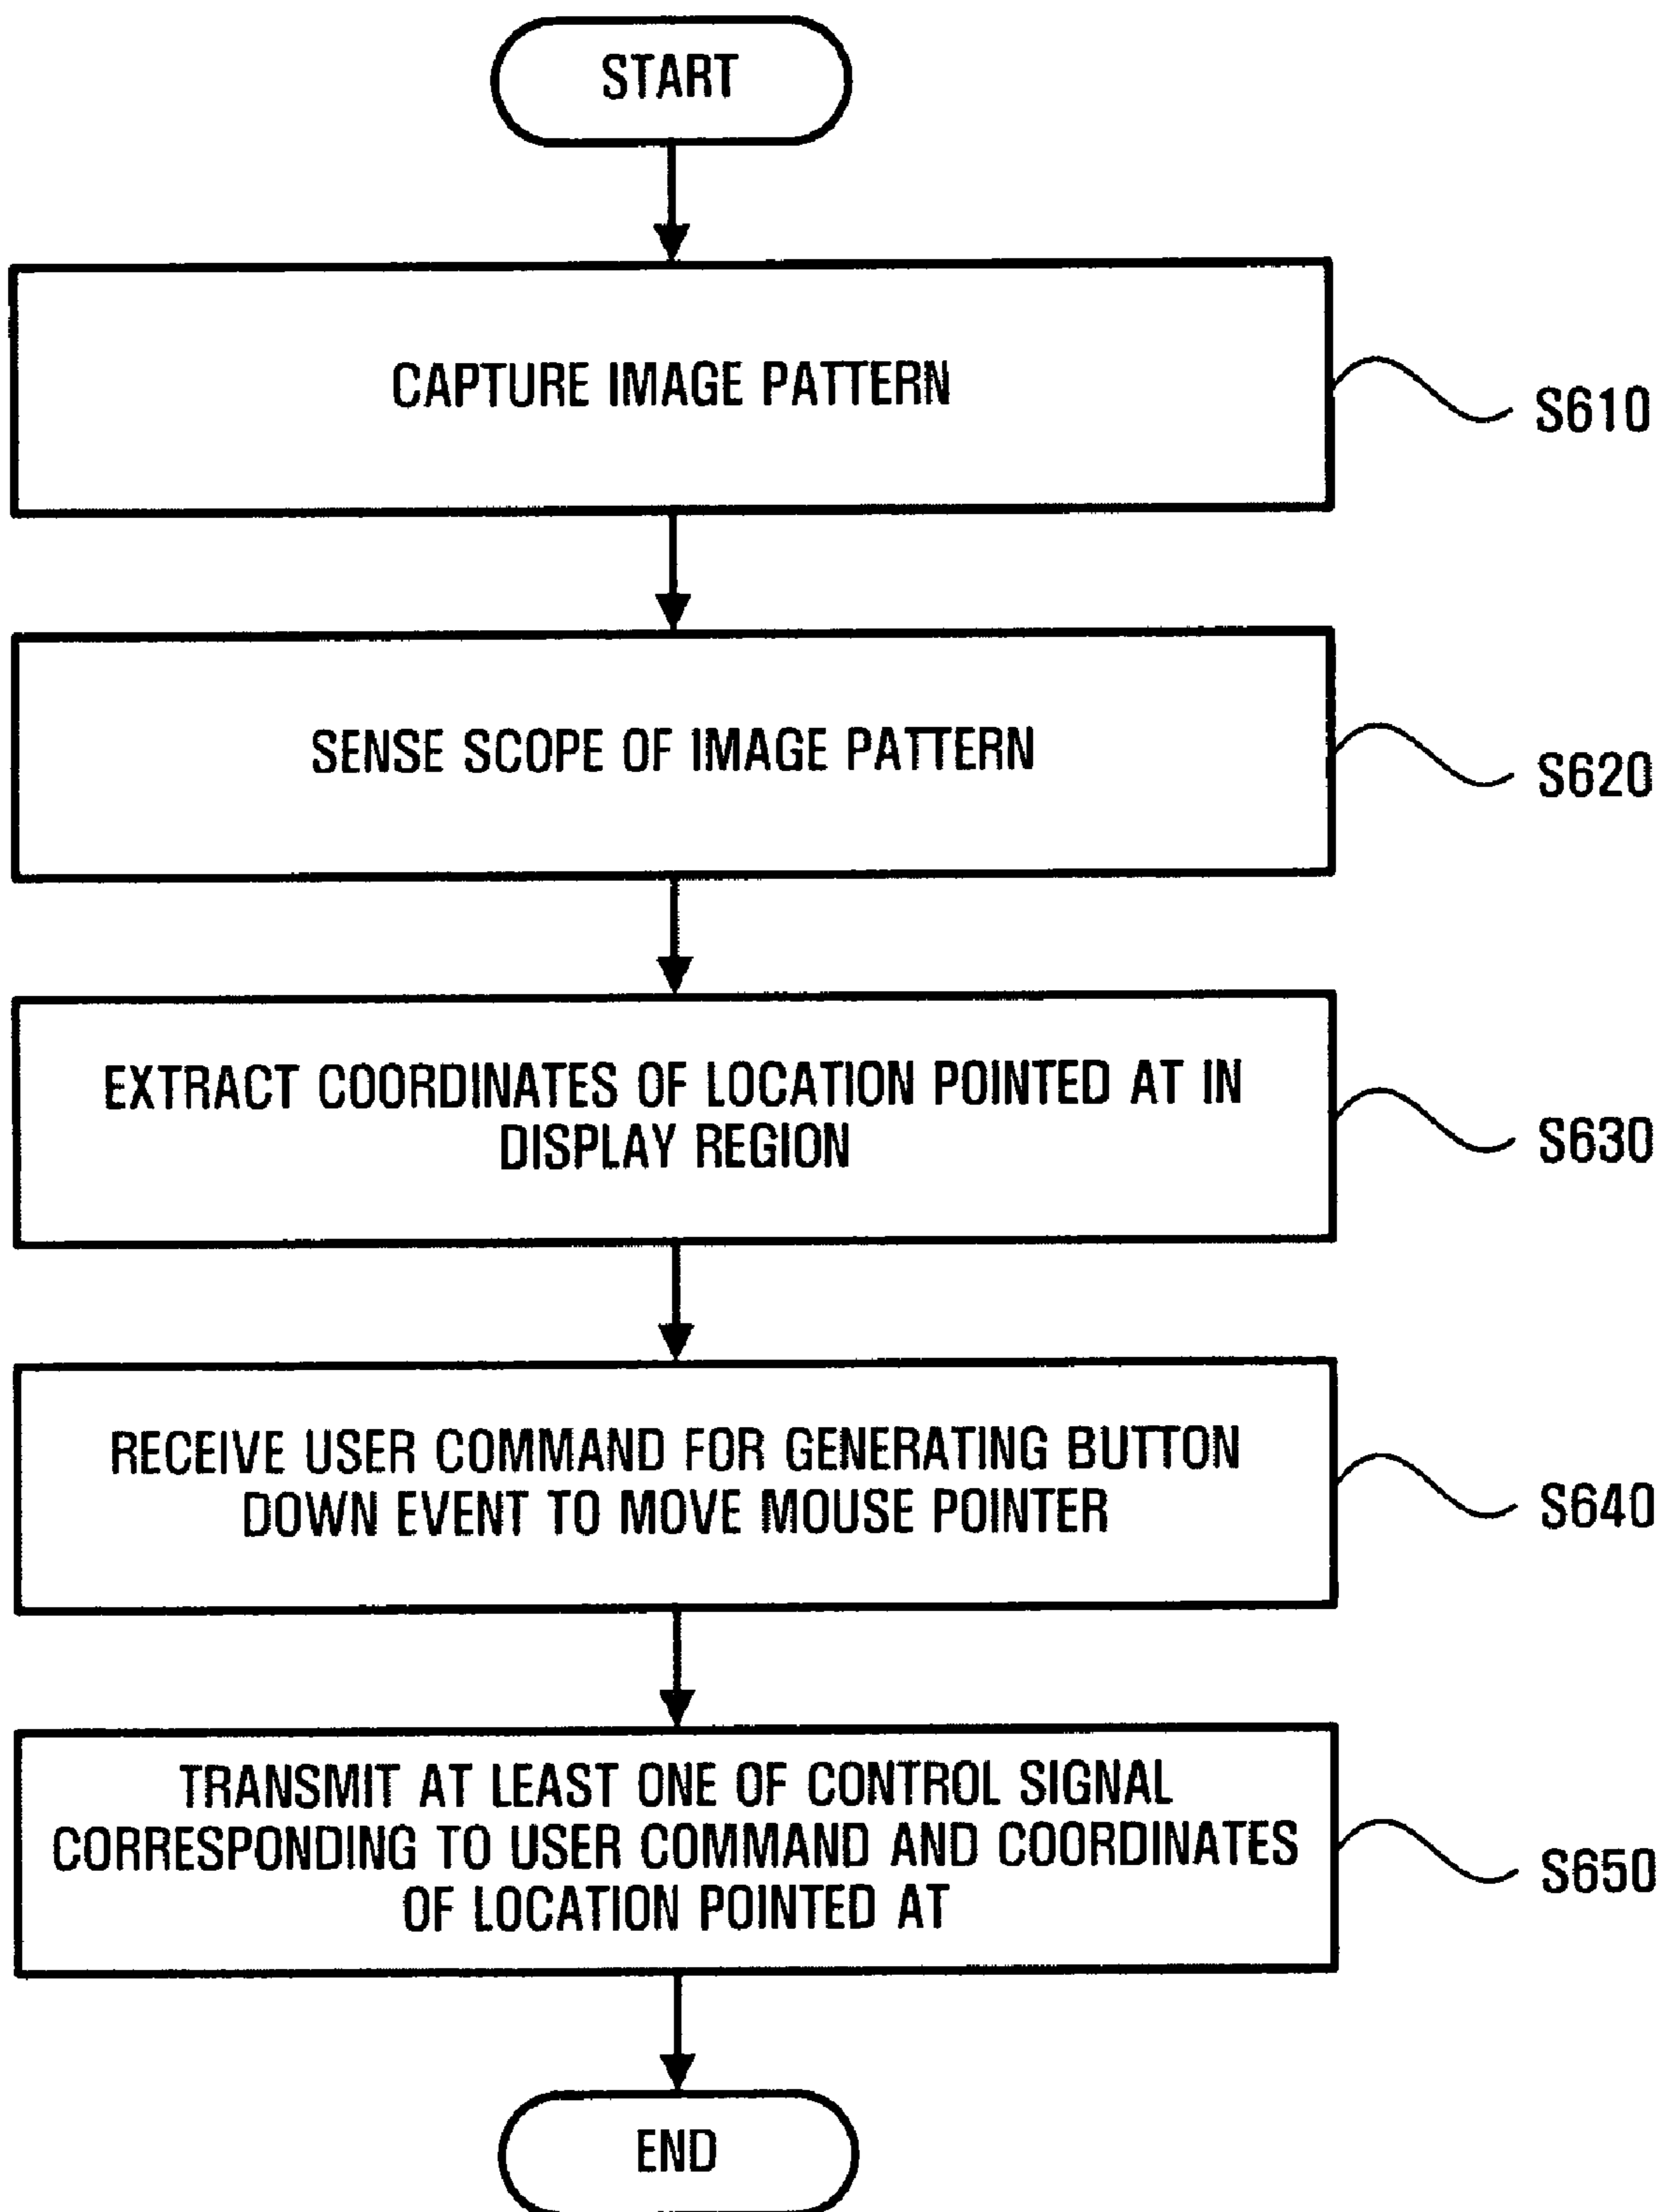 START
CAPTURE IMAGE PATTERN
S610
SENSE SCOPE OF IMAGE PATTERN
S620
EXTRACT COORDINATES OF LOCATION POINTED AT IN
DISPLAY REGION
S630
RECEIVE USER COMMAND FOR GENERATING BUTTON
DOWN EVENT TO MOVE MOUSE POINTER
S640
TRANSMIT AT LEAST ONE OF CONTROL SIGNAL
CORRESPONDING TO USER COMMAND AND COORDINATES
OF LOCATION POINTED AT
S650
END